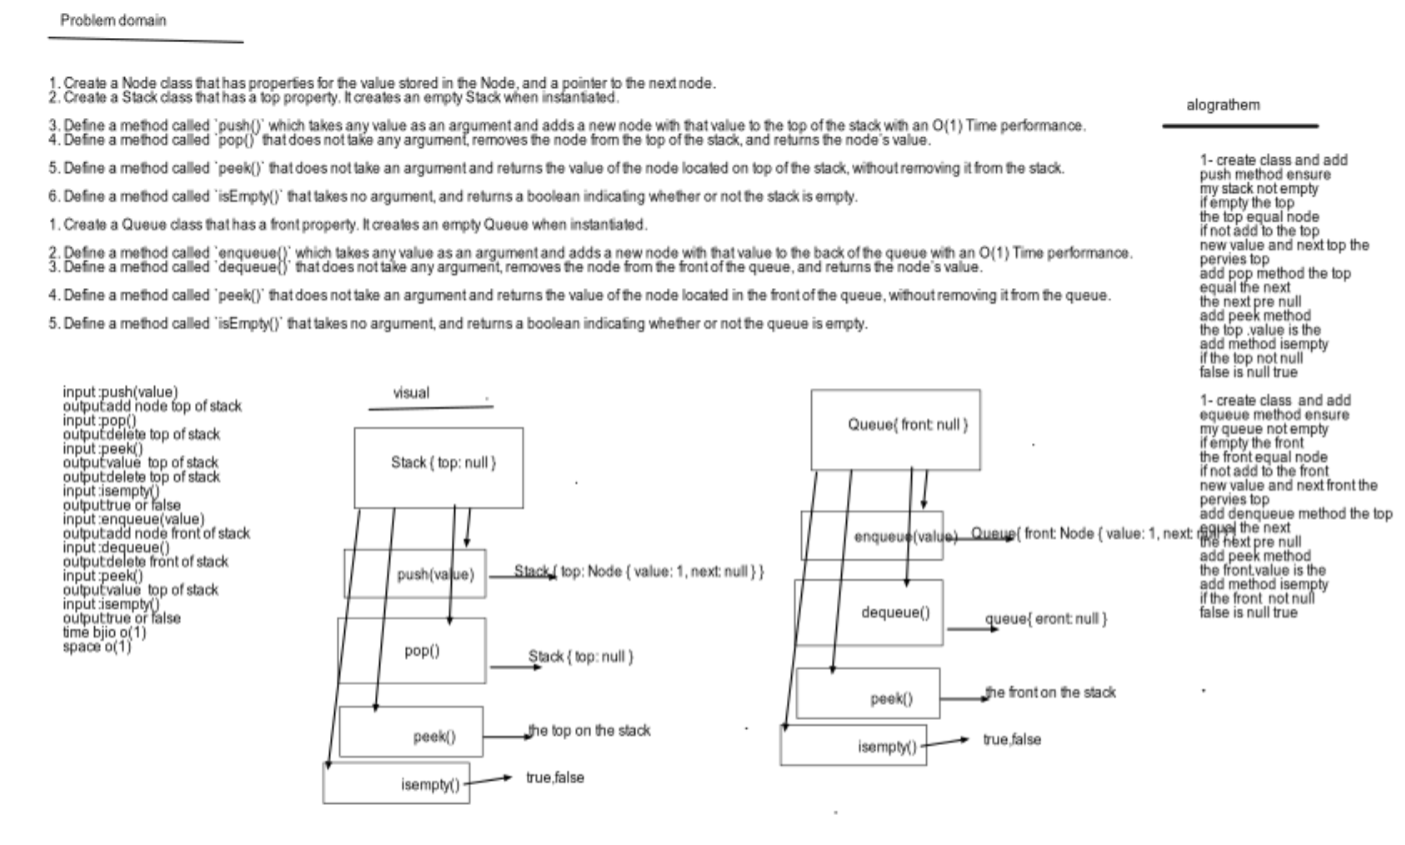 Problem domain
1. Create a Node class that has properties for the value stored in the Node, and a pointer to the next node.
2. Create a Stack class that has a top property. It creates an empty Stack when instantiated.
3. Define a method called `push()` which takes any value as an argument and adds a new node with that value to the top of the stack with an O(1) Time performance.
4. Define a method called `pop()` that does not take any argument, removes the node from the top of the stack, and returns the node's value.
5. Define a method called `peek()` that does not take an argument and returns the value of the node located on top of the stack, without removing it from the stack.
6. Define a method called `isEmpty()` that takes no argument, and returns a boolean indicating whether or not the stack is empty.
1. Create a Queue class that has a front property. It creates an empty Queue when instantiated.
2. Define a method called `enqueue()` which takes any value as an argument and adds a new node with that value to the back of the queue with an O(1) Time performance.
3. Define a method called `dequeue()` that does not take any argument, removes the node from the front of the queue, and returns the node's value.
4. Define a method called `peek()` that does not take an argument and returns the value of the node located in the front of the queue, without removing it from the queue.
5. Define a method called `isEmpty()` that takes no argument, and returns a boolean indicating whether or not the queue is empty.
input :push(value)
output:add node top of stack
input :pop()
output:delete top of stack
input :peek()
output:value top of stack
output:delete top of stack
input :isempty()
output:true or false
input :enqueue(value)
output:add node front of stack
input :dequeue()
output:delete front of stack
input :peek()
output:value top of stack
input :isempty()
output:true or false
time bjio o(1)
space o(1)
visual
Stack { top: null }
push(value)
Stack { top: Node { value: 1, next: null } }
pop()
Stack { top: null }
peek()
the top on the stack
isempty()
true,false
Queue{ front: null }
enqueue(value)
Queue{ front: Node { value: 1, next: null } }
dequeue()
queue{ eront: null }
peek()
the front on the stack
isempty()
true,false
alograthem
1- create class and add
push method ensure
my stack not empty
if empty the top
the top equal node
if not add to the top
new value and next top the
pervies top
add pop method the top
equal the next
the next pre null
add peek method
the top .value is the
add method isempty
if the top not null
false is null true
1- create class and add
equeue method ensure
my queue not empty
if empty the front
the front equal node
if not add to the front
new value and next front the
pervies top
add denqueue method the top
equal the next
the next pre null
add peek method
the front.value is the
add method isempty
if the front not null
false is null true